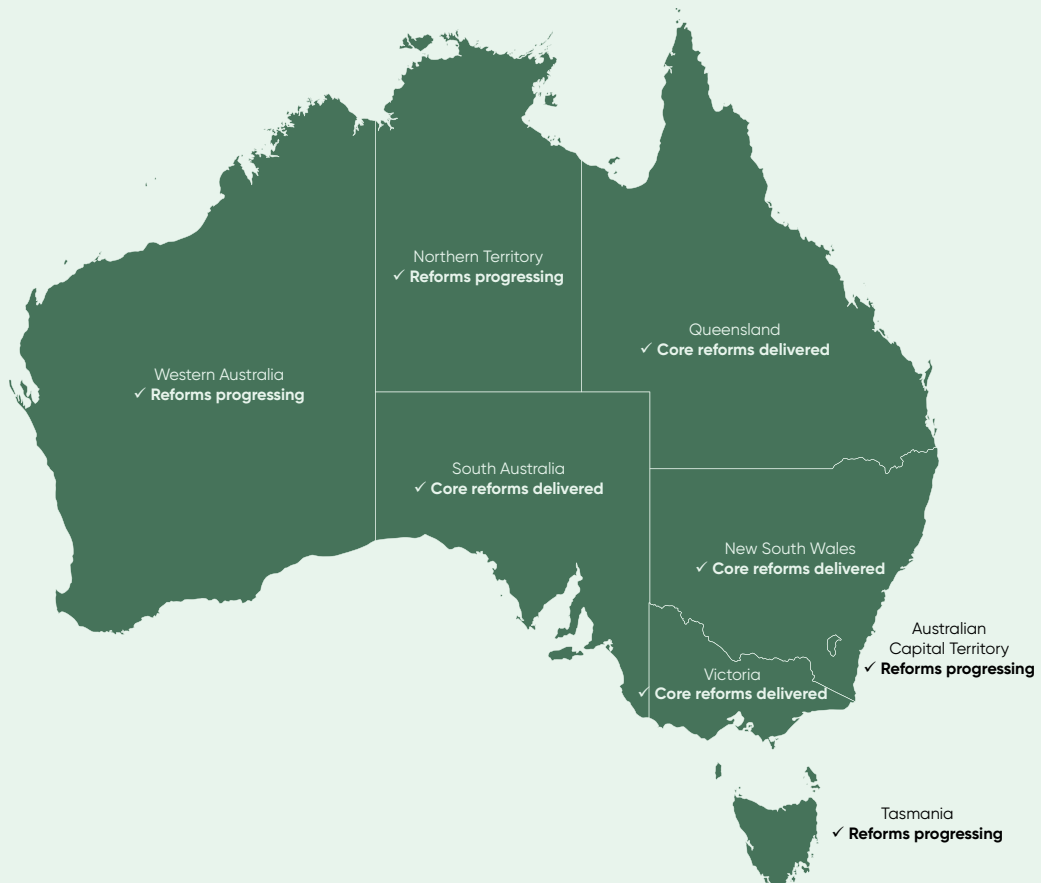 Northern Territory
✓ Reforms progressing
Queensland
✓ Core reforms delivered
Western Australia
✓ Reforms progressing
South Australia
✓ Core reforms delivered
New South Wales
✓ Core reforms delivered
Australian
Capital Territory
✓ Reforms progressing
Victoria
✓ Core reforms delivered
Tasmania
✓ Reforms progressing